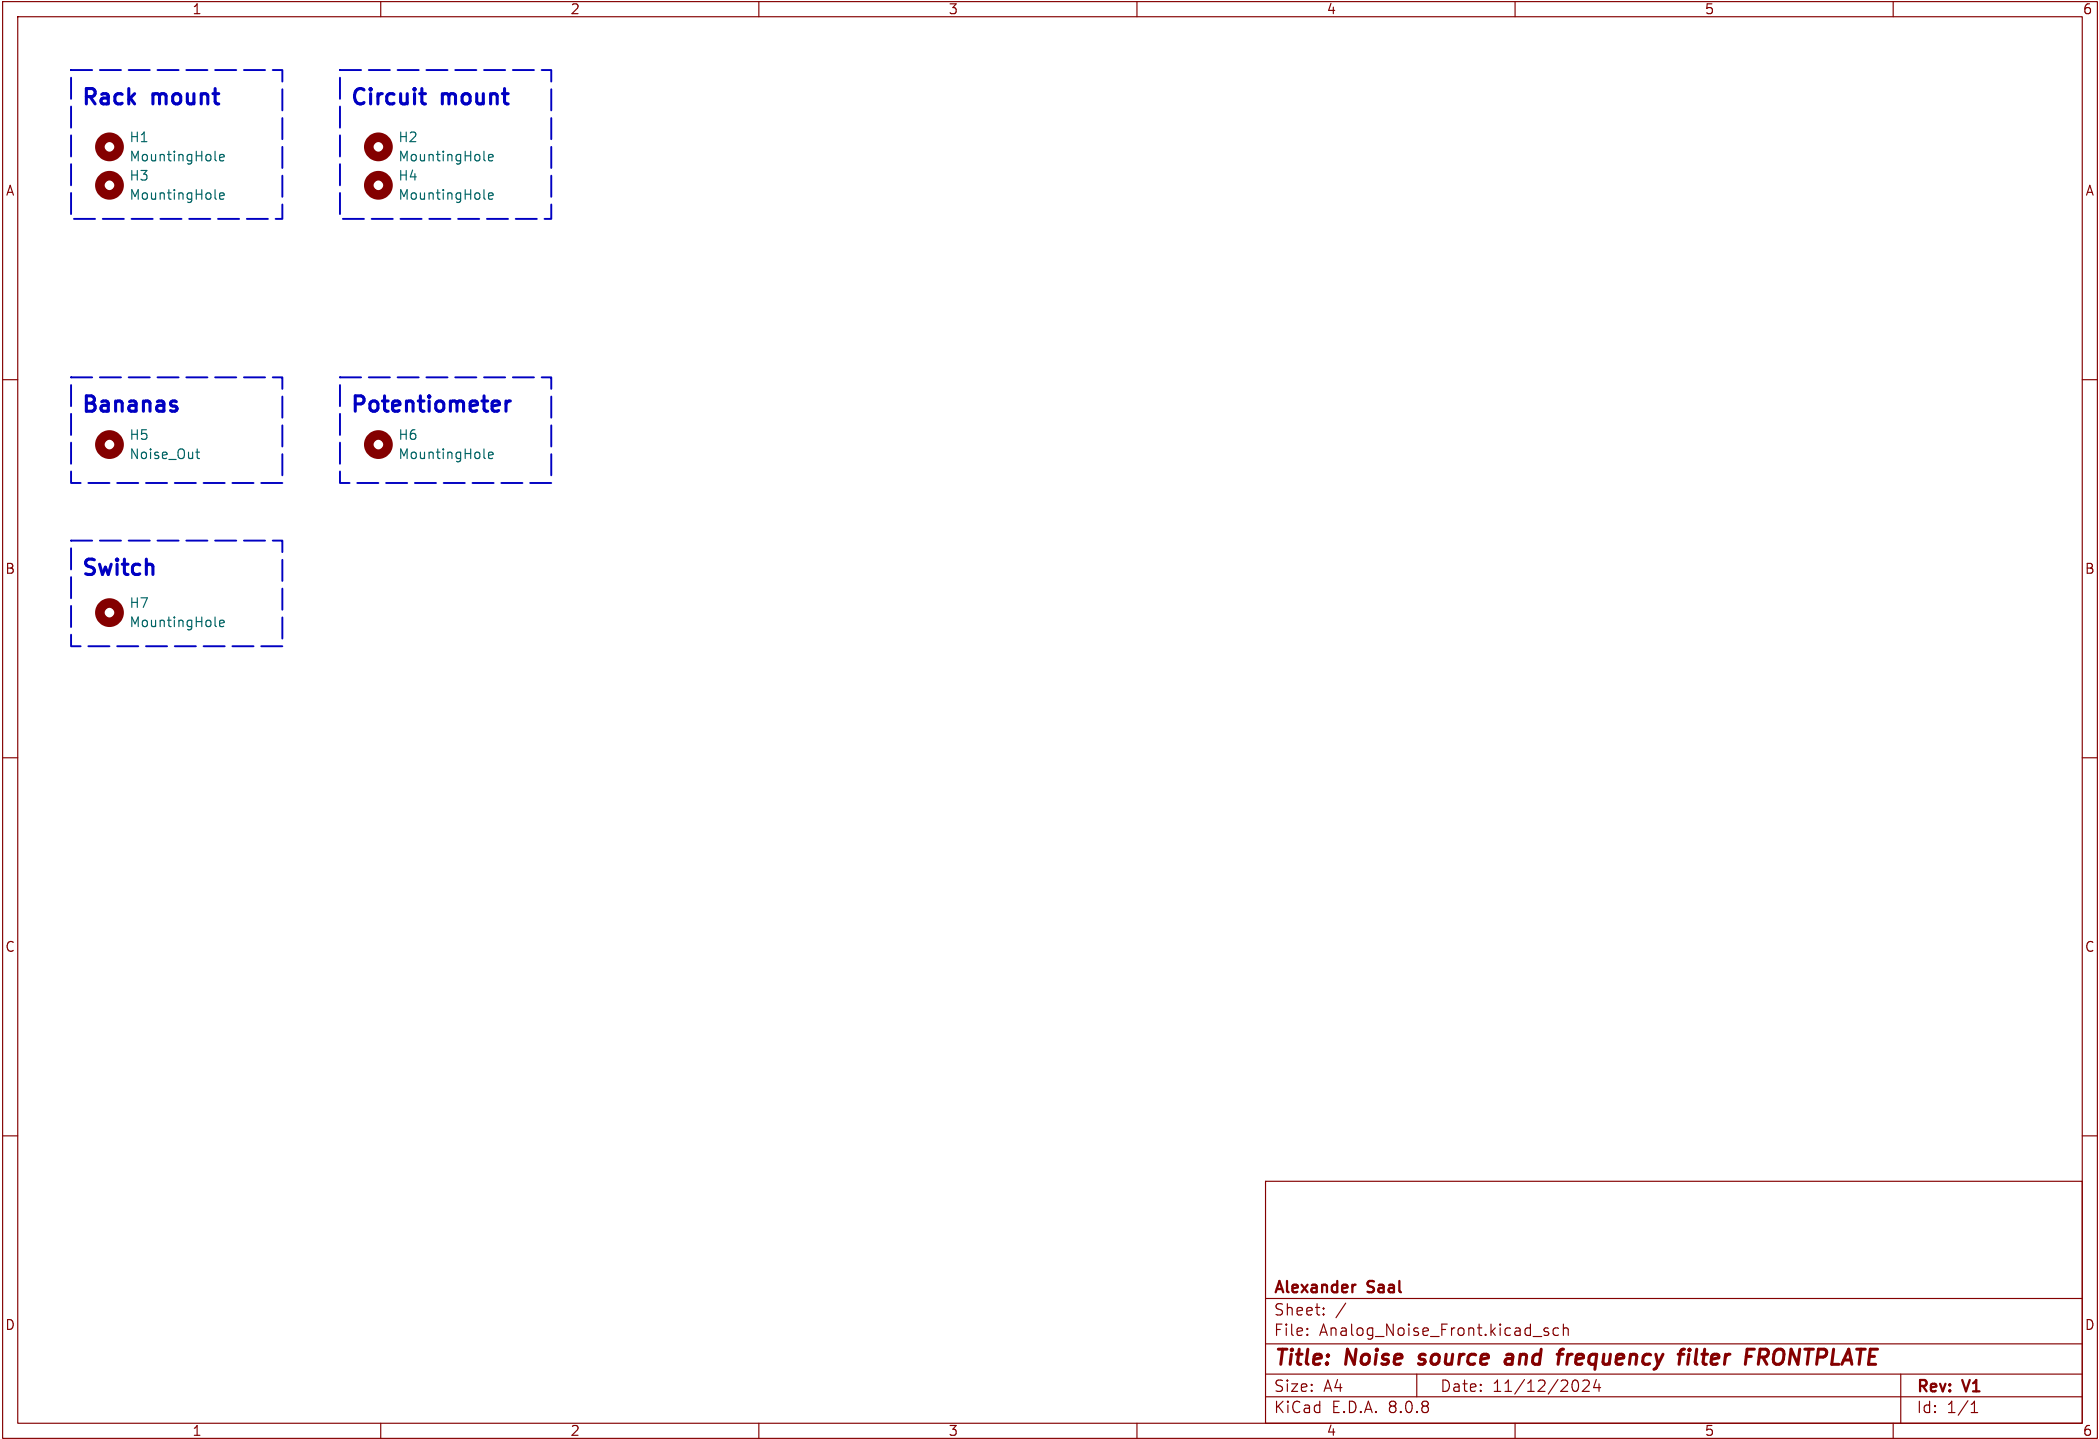 1 2 3 4 5 6
Rack mount
H1
MountingHole
H3
MountingHole
Circuit mount
H2
MountingHole
H4
MountingHole
A A
Bananas
H5
Noise_Out
Potentiometer
H6
MountingHole
Switch
H7
MountingHole
B B
C C
Alexander Saal
Sheet: /
File: Analog_Noise_Front.kicad_sch
D D
Title: Noise source and frequency filter FRONTPLATE
Size: A4 Date: 11/12/2024 Rev: V1
KiCad E.D.A. 8.0.8 Id: 1/1
1 2 3 4 5 6